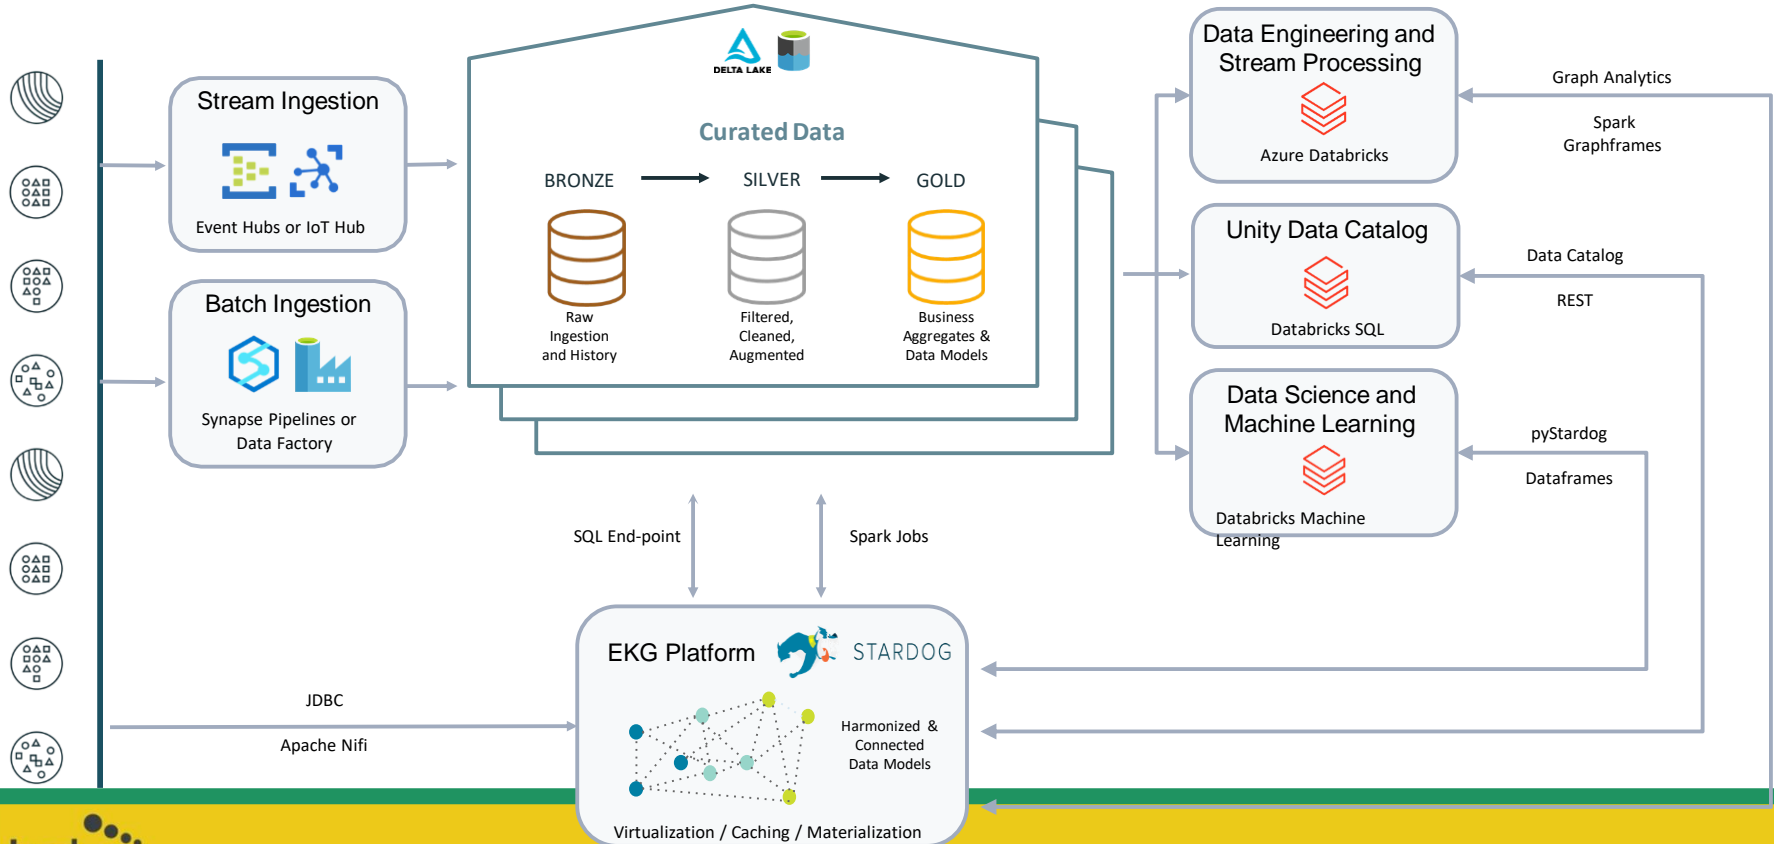 Stream Ingestion
Event Hubs or IoT Hub
Batch Ingestion
Synapse Pipelines or
Data Factory
DELTA LAKE
Curated Data
BRONZE
SILVER
GOLD
Raw
Ingestion
and History
Filtered,
Cleaned,
Augmented
Business
Aggregates &
Data Models
Data Engineering and
Stream Processing
Azure Databricks
Unity Data Catalog
Databricks SQL
Data Science and
Machine Learning
Databricks Machine
Learning
Graph Analytics
Spark
Graphframes
Data Catalog
REST
pyStardog
Dataframes
SQL End-point
Spark Jobs
JDBC
Apache Nifi
EKG Platform
STARDOG
Harmonized &
Connected
Data Models
Virtualization / Caching / Materialization